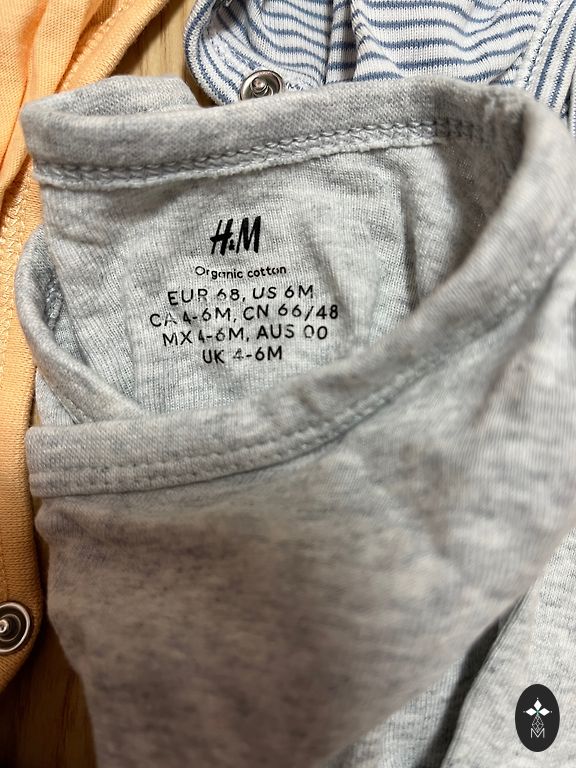 H&M
Organic cotton
EUR 68, US 6M
CA 4-6M, CN 66/48
MX 4-6M, AUS 00
UK 4-6M
M